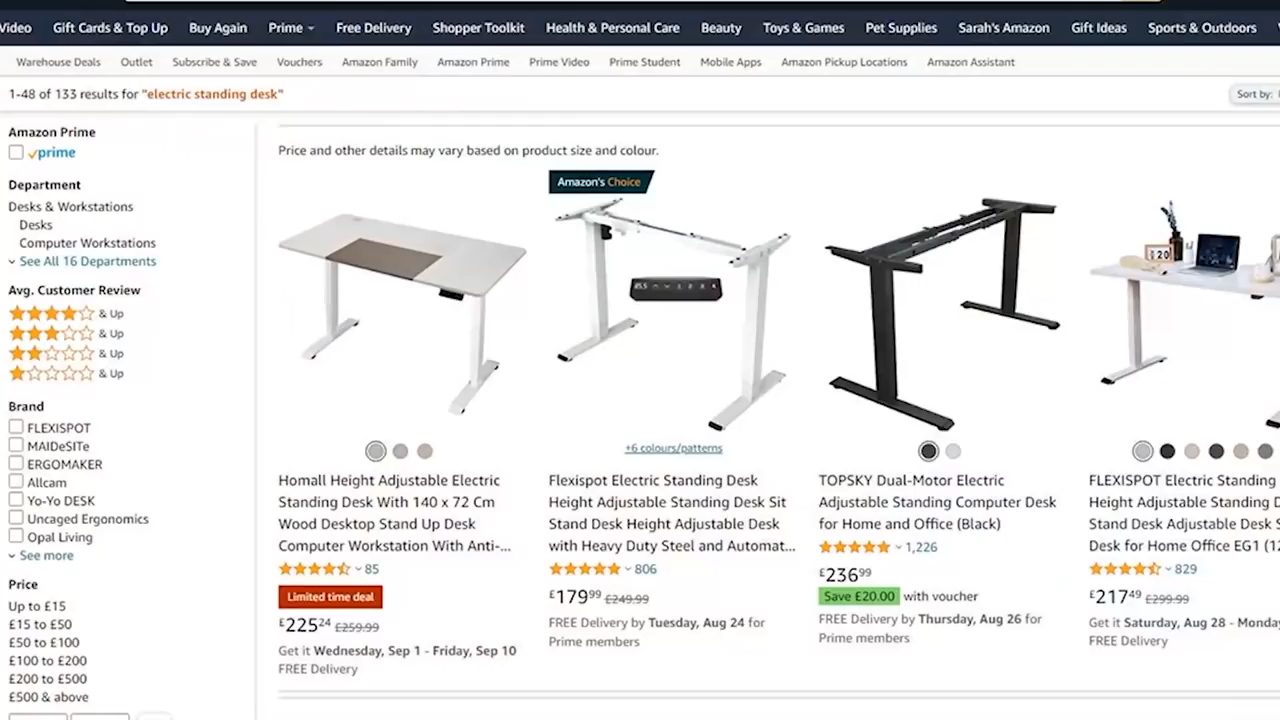 Video Gift Cards & Top Up Buy Again Prime Free Delivery Shopper Toolkit Health & Personal Care Beauty Toys & Games Pet Supplies Sarah's Amazon Gift Ideas Sports & Outdoors
Warehouse Deals Outlet Subscribe & Save Vouchers Amazon Family Amazon Prime Prime Video Prime Student Mobile Apps Amazon Pickup Locations Amazon Assistant
1-48 of 133 results for "electric standing desk"
Sort by:
Amazon Prime
prime
Department
Desks & Workstations
Desks
Computer Workstations
See All 16 Departments
Avg. Customer Review
& Up
& Up
& Up
& Up
Brand
FLEXISPOT
MAIDeSITe
ERGOMAKER
Allcam
Yo-Yo DESK
Uncaged Ergonomics
Opal Living
See more
Price
Up to £15
£15 to £50
£50 to £100
£100 to £200
£200 to £500
£500 & above
Price and other details may vary based on product size and colour.
Homall Height Adjustable Electric
Standing Desk With 140 x 72 Cm
Wood Desktop Stand Up Desk
Computer Workstation With Anti-...
85
Limited time deal
£22524 £259.99
Get it Wednesday, Sep 1 - Friday, Sep 10
FREE Delivery
Amazon's Choice
+6 colours/patterns
Flexispot Electric Standing Desk
Height Adjustable Standing Desk Sit
Stand Desk Height Adjustable Desk
with Heavy Duty Steel and Automat...
806
£17999 £249.99
FREE Delivery by Tuesday, Aug 24 for
Prime members
TOPSKY Dual-Motor Electric
Adjustable Standing Computer Desk
for Home and Office (Black)
1,226
£23699
Save £20.00 with voucher
FREE Delivery by Thursday, Aug 26 for
Prime members
20
FLEXISPOT Electric Standing
Height Adjustable Standing D
Stand Desk Adjustable Desk S
Desk for Home Office EG1 (12
829
£21749 £299.99
Get it Saturday, Aug 28 - Monda
FREE Delivery